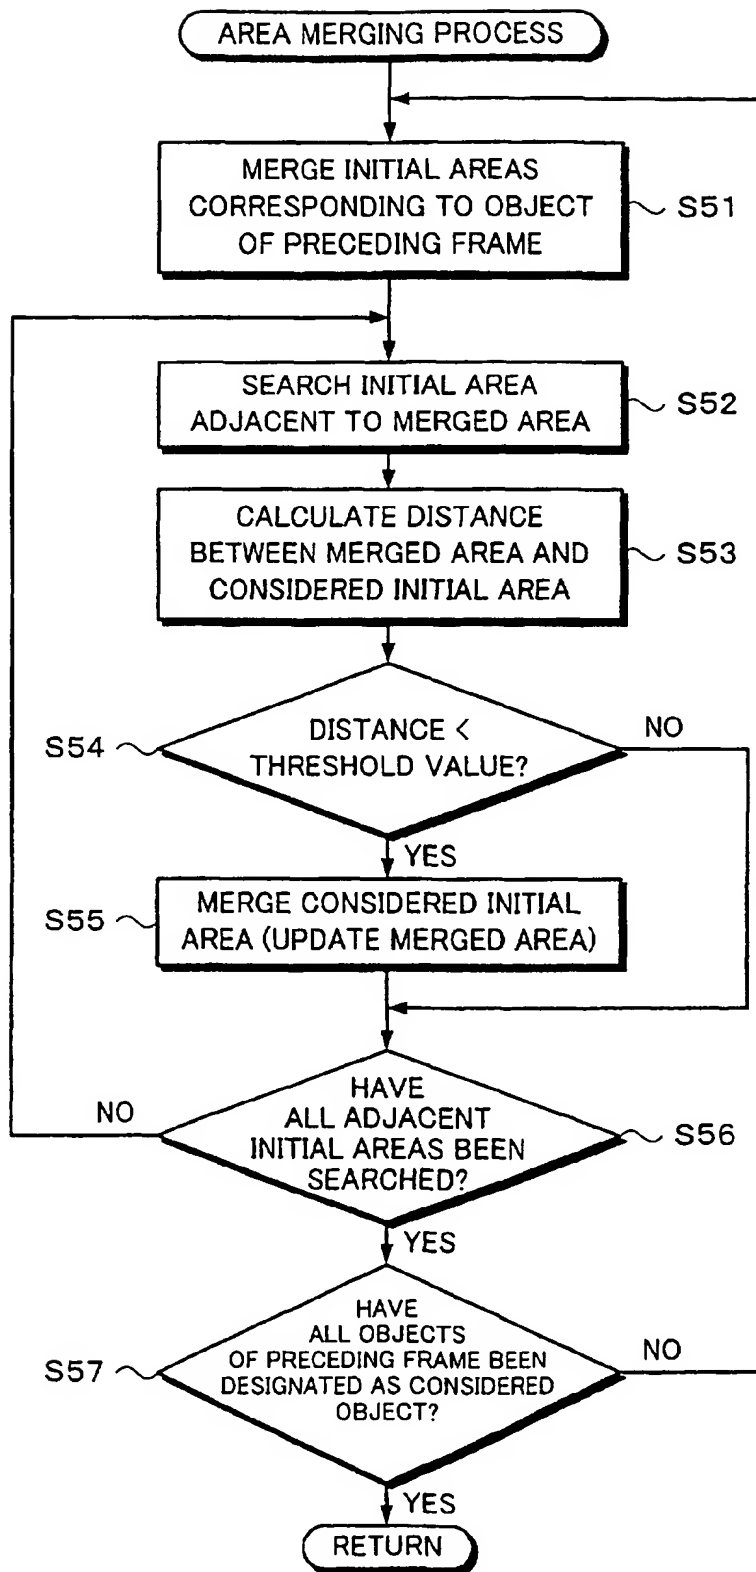 AREA MERGING PROCESS
MERGE INITIAL AREAS
CORRESPONDING TO OBJECT
OF PRECEDING FRAME
S51
SEARCH INITIAL AREA
ADJACENT TO MERGED AREA
S52
CALCULATE DISTANCE
BETWEEN MERGED AREA AND
CONSIDERED INITIAL AREA
S53
S54
DISTANCE <
THRESHOLD VALUE?
NO
YES
S55
MERGE CONSIDERED INITIAL
AREA (UPDATE MERGED AREA)
NO
HAVE
ALL ADJACENT
INITIAL AREAS BEEN
SEARCHED?
S56
YES
S57
HAVE
ALL OBJECTS
OF PRECEDING FRAME BEEN
DESIGNATED AS CONSIDERED
OBJECT?
NO
YES
RETURN